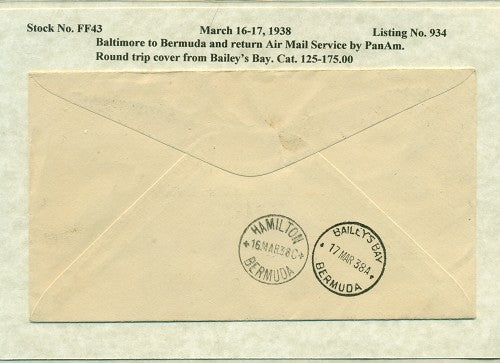 Stock No. FF43 March 16-17, 1938 Listing No. 934
Baltimore to Bermuda and return Air Mail Service by PanAm.
Round trip cover from Bailey's Bay. Cat. 125-175.00
HAMILTON
* 16 MAR 38 C *
BERMUDA
BAILEY'S BAY
17 MAR 38 A
BERMUDA